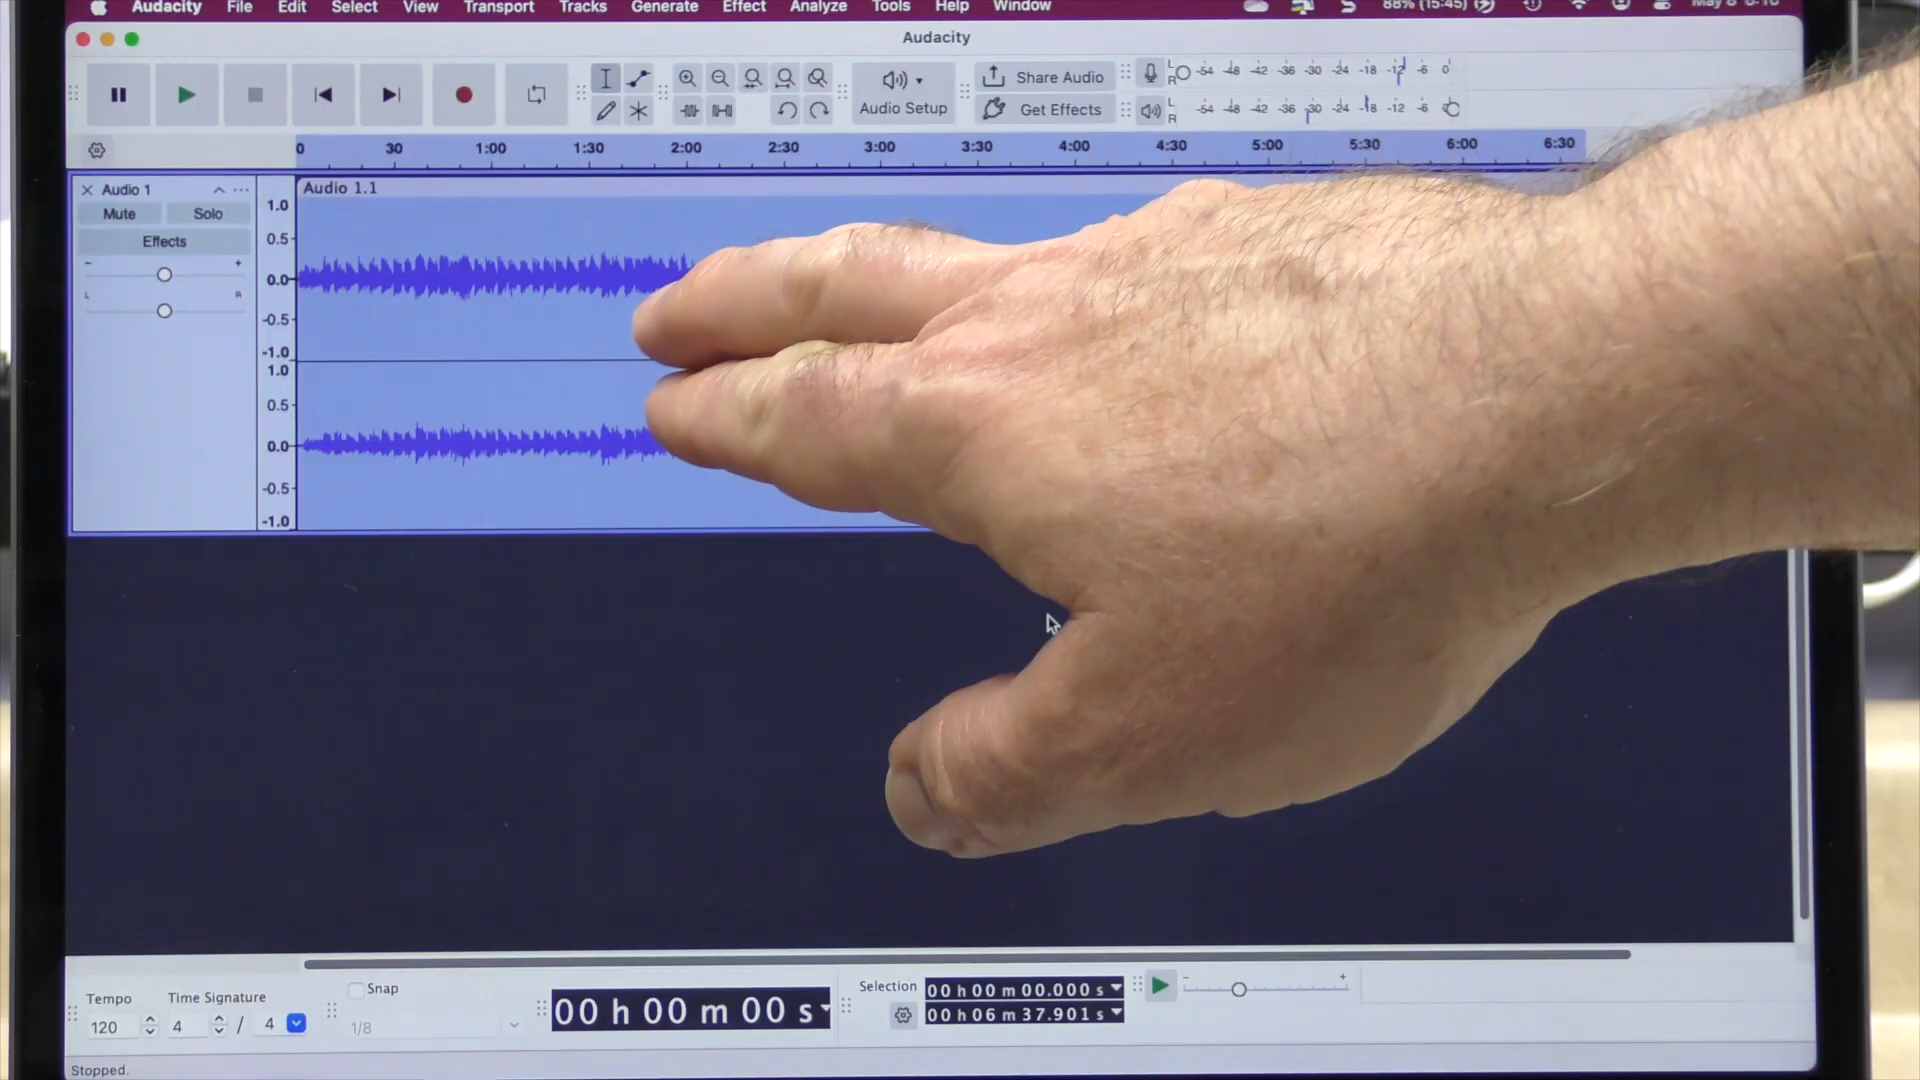 Audacity File Edit Select View Transport Tracks Generate Effect Analyze Tools Help Window 88% (15:45)
Audacity
Share Audio
Audio Setup
Get Effects
L
R
-54 -48 -42 -36 -30 -24 -18 -12 -6 0
L
R
-54 -48 -42 -36 -30 -24 -18 -12 -6
0 30 1:00 1:30 2:00 2:30 3:00 3:30 4:00 4:30 5:00 5:30 6:00 6:30
Audio 1
Mute Solo
Effects
- +
L R
Audio 1.1
1.0
0.5
0.0
-0.5
-1.0
1.0
0.5
0.0
-0.5
-1.0
Tempo
120
Time Signature
4 / 4
Snap
1/8
00 h 00 m 00 s
Selection
00 h 00 m 00.000 s
00 h 06 m 37.901 s
- +
Stopped.